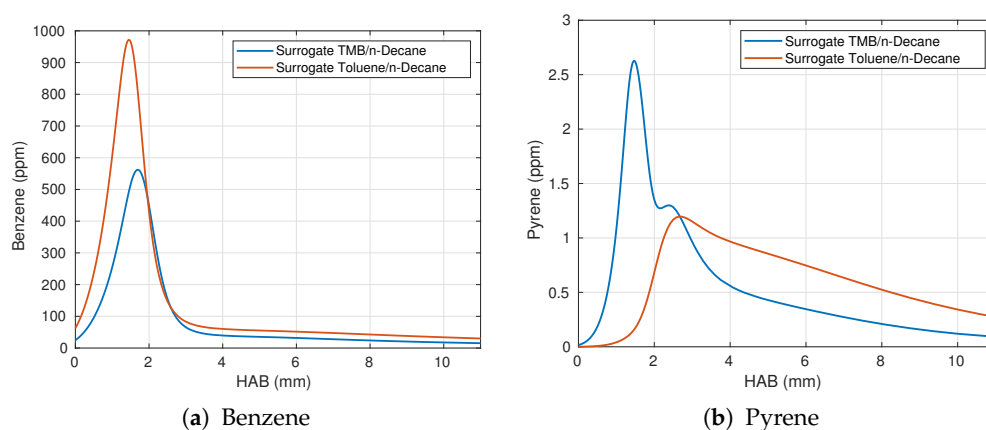 1000
900
800
700
600
500
400
300
200
100
0
Benzene (ppm)
Surrogate TMB/n-Decane
Surrogate Toluene/n-Decane
0 2 4 6 8 10
HAB (mm)
(a) Benzene
3
2.5
2
1.5
1
0.5
0
Pyrene (ppm)
Surrogate TMB/n-Decane
Surrogate Toluene/n-Decane
0 2 4 6 8 10
HAB (mm)
(b) Pyrene